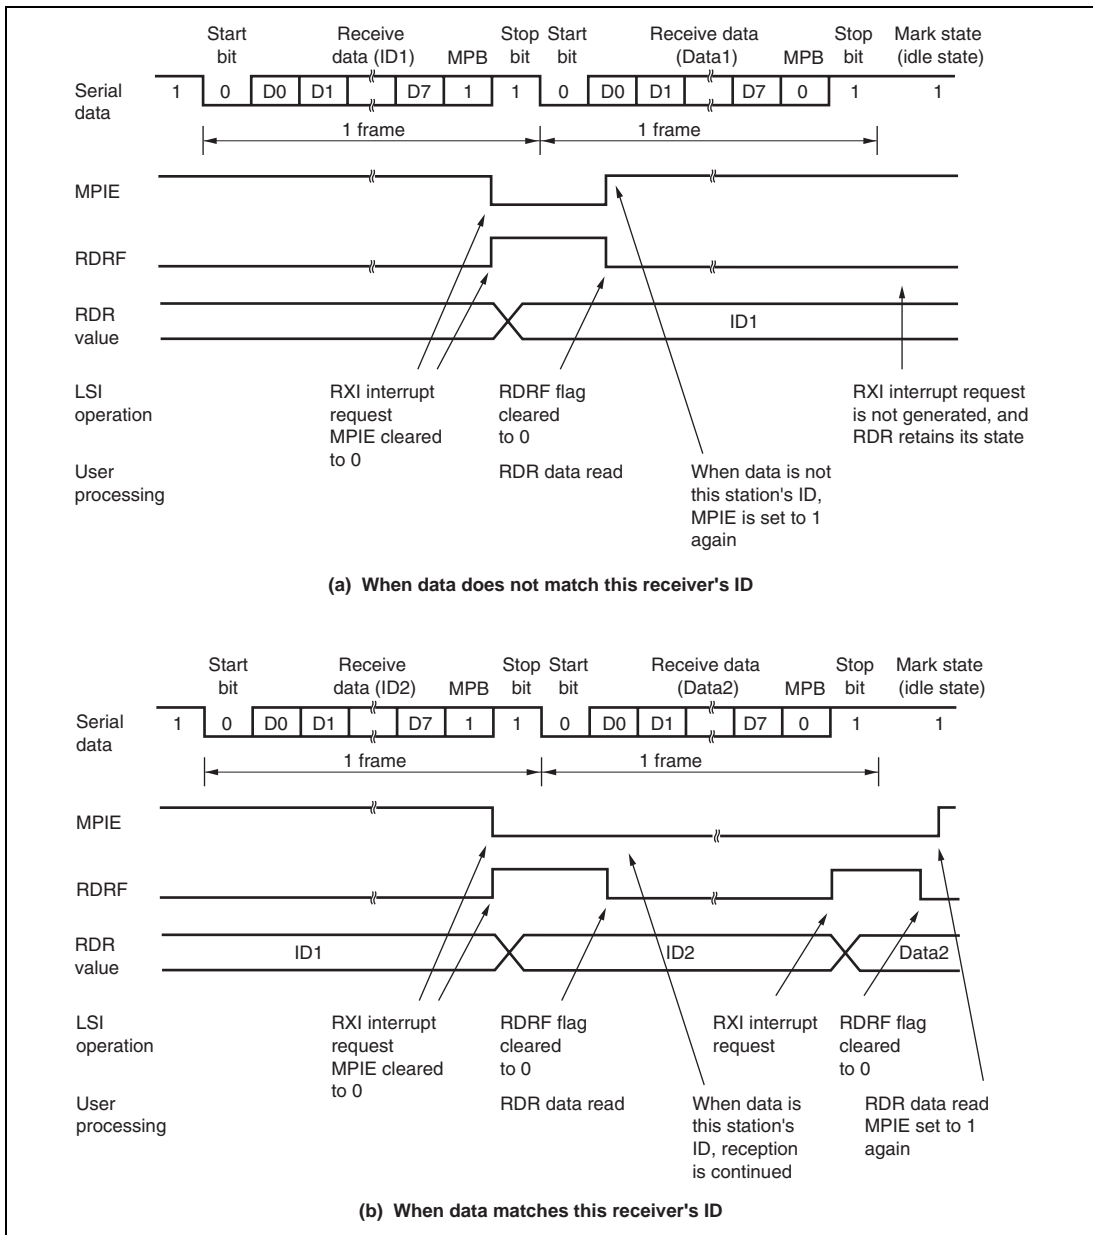 Start bit Receive data (ID1) MPB Stop bit Start bit Receive data (Data1) MPB Stop bit Mark state (idle state)
Serial data 1 0 D0 D1 D7 1 1 0 D0 D1 D7 0 1 1
1 frame 1 frame
MPIE
RDRF
RDR value ID1
LSI operation
RXI interrupt request MPIE cleared to 0
RDRF flag cleared to 0
RXI interrupt request is not generated, and RDR retains its state
User processing
RDR data read
When data is not this station's ID, MPIE is set to 1 again
(a) When data does not match this receiver's ID
Start bit Receive data (ID2) MPB Stop bit Start bit Receive data (Data2) MPB Stop bit Mark state (idle state)
Serial data 1 0 D0 D1 D7 1 1 0 D0 D1 D7 0 1 1
1 frame 1 frame
MPIE
RDRF
RDR value ID1 ID2 Data2
LSI operation
RXI interrupt request MPIE cleared to 0
RDRF flag cleared to 0
RXI interrupt request
RDRF flag cleared to 0
User processing
RDR data read
When data is this station's ID, reception is continued
RDR data read MPIE set to 1 again
(b) When data matches this receiver's ID